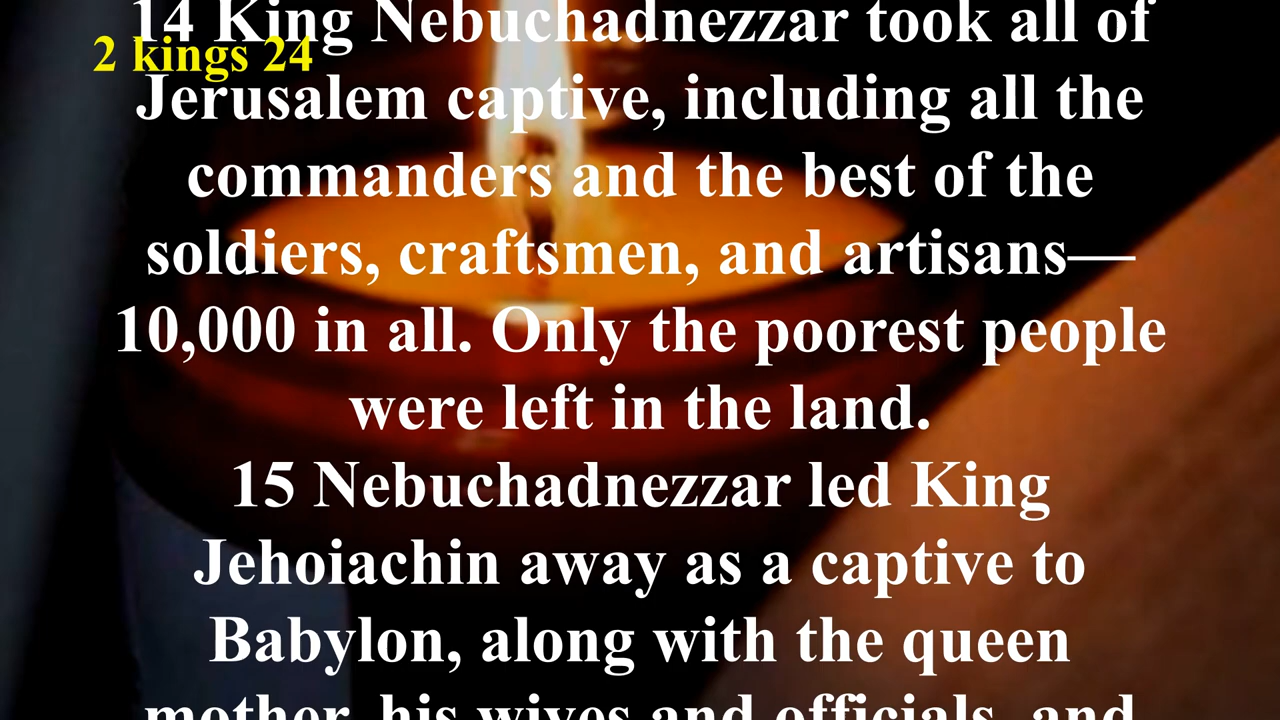 14 King Nebuchadnezzar took all of
2 kings 24
Jerusalem captive, including all the
commanders and the best of the
soldiers, craftsmen, and artisans—
10,000 in all. Only the poorest people
were left in the land.
15 Nebuchadnezzar led King
Jehoiachin away as a captive to
Babylon, along with the queen
mother, his wives and officials, and